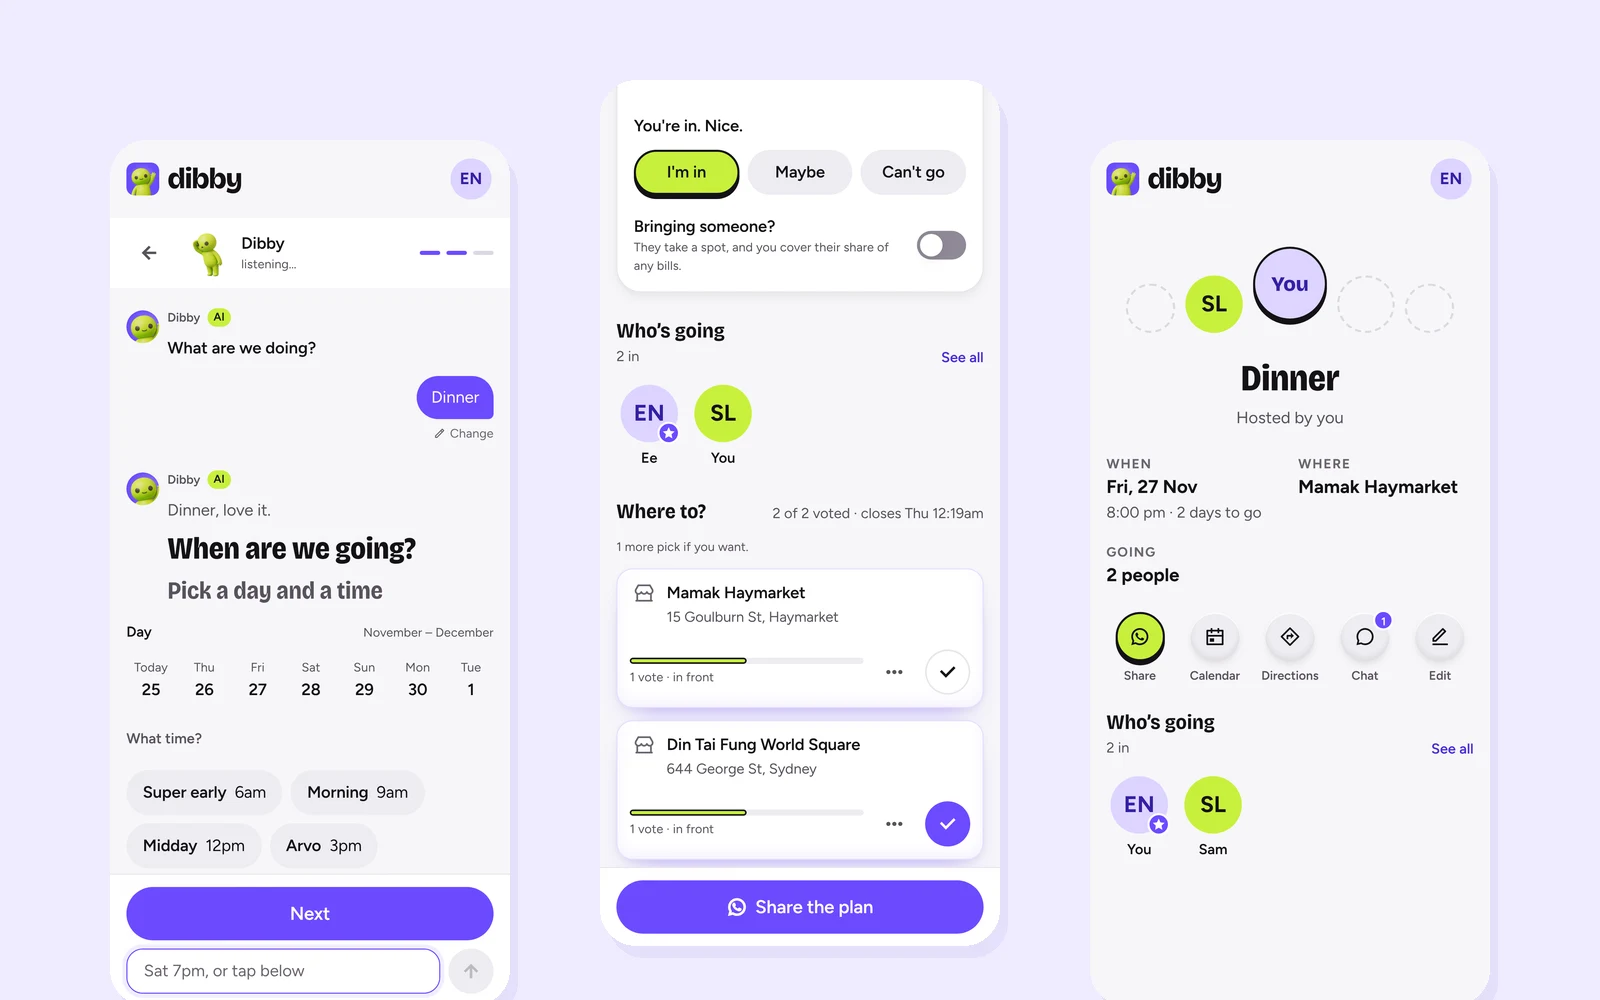 dibby
EN
Dibby
listening...
Dibby AI
What are we doing?
Dinner
Change
Dibby AI
Dinner, love it.
When are we going?
Pick a day and a time
Day
November – December
Today Thu Fri Sat Sun Mon Tue
25 26 27 28 29 30 1
What time?
Super early 6am
Morning 9am
Midday 12pm
Arvo 3pm
Next
Sat 7pm, or tap below
You're in. Nice.
I'm in
Maybe
Can't go
Bringing someone?
They take a spot, and you cover their share of
any bills.
Who's going
2 in
See all
EN
SL
Ee
You
Where to?
2 of 2 voted · closes Thu 12:19am
1 more pick if you want.
Mamak Haymarket
15 Goulburn St, Haymarket
1 vote · in front
Din Tai Fung World Square
644 George St, Sydney
1 vote · in front
Share the plan
dibby
EN
SL
You
Dinner
Hosted by you
WHEN
Fri, 27 Nov
8:00 pm · 2 days to go
WHERE
Mamak Haymarket
GOING
2 people
1
Share
Calendar
Directions
Chat
Edit
Who's going
2 in
See all
EN
SL
You
Sam